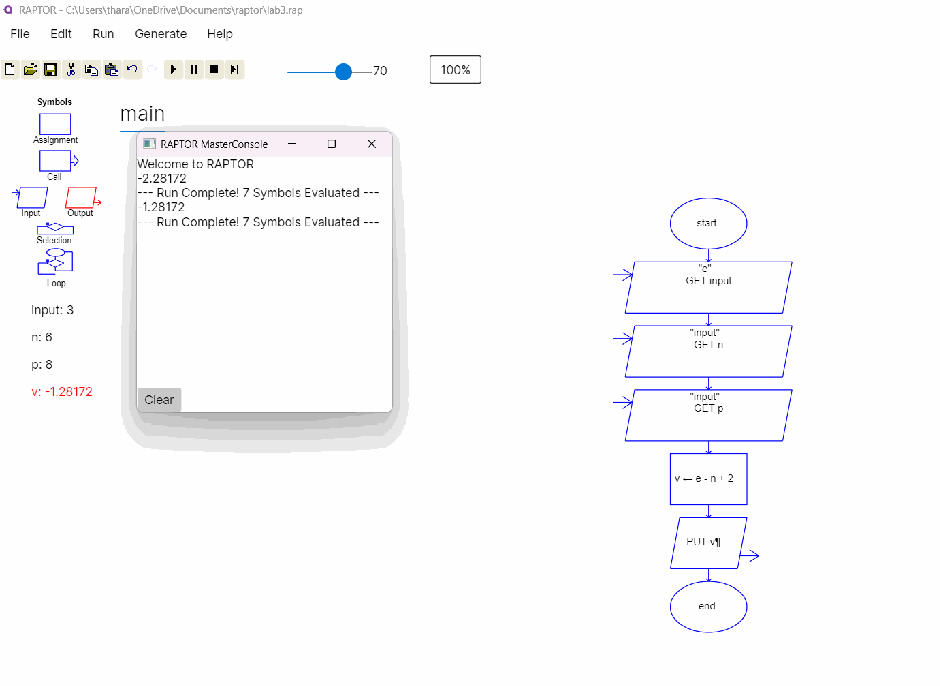 RAPTOR - C:\Users\thara\OneDrive\Documents\raptor\lab3.rap
File Edit Run Generate Help
70
100%
Symbols
Assignment
Call
Input Output
Selection
Loop
input: 3
n: 6
p: 8
v: -1.28172
main
RAPTOR MasterConsole
Welcome to RAPTOR
-2.28172
--- Run Complete! 7 Symbols Evaluated ---
-1.28172
--- Run Complete! 7 Symbols Evaluated ---
Clear
start
"e"
GET input
"input"
GET n
"input"
GET p
v ← e - n + 2
PUT v¶
end